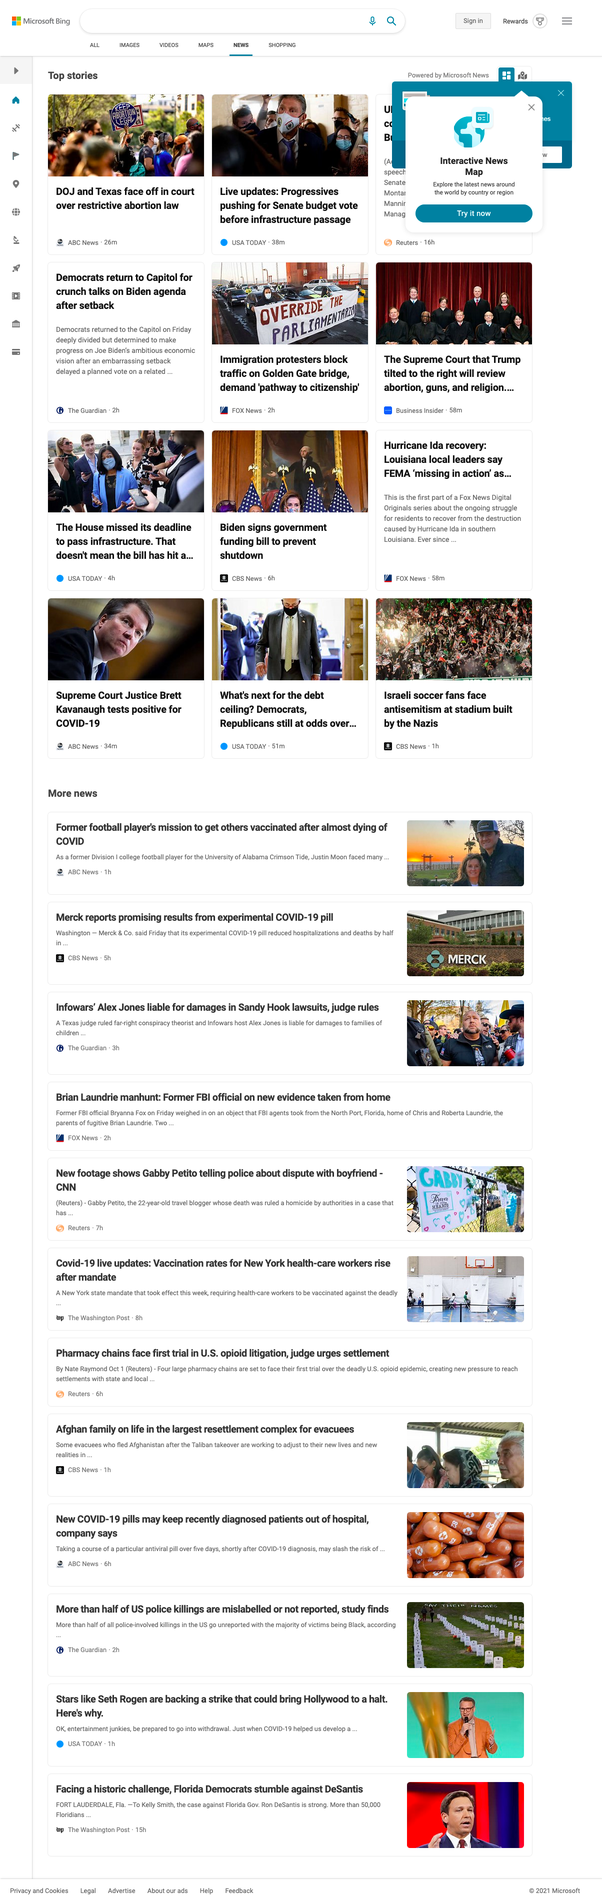 Microsoft Bing
Sign in
Rewards
ALL
IMAGES
VIDEOS
MAPS
NEWS
SHOPPING
Top stories
Powered by Microsoft News
Interactive News
Map
Explore the latest news around
the world by country or region
Try it now
DOJ and Texas face off in court
over restrictive abortion law
ABC News · 26m
Live updates: Progressives
pushing for Senate budget vote
before infrastructure passage
USA TODAY · 38m
Reuters · 16h
Democrats return to Capitol for
crunch talks on Biden agenda
after setback
Democrats returned to the Capitol on Friday
deeply divided but determined to make
progress on Joe Biden's ambitious economic
vision after an embarrassing setback
delayed a planned vote on a related ...
The Guardian · 2h
OVERRIDE THE
PARLIAMENTARIAN
Immigration protesters block
traffic on Golden Gate bridge,
demand 'pathway to citizenship'
FOX News · 2h
The Supreme Court that Trump
tilted to the right will review
abortion, guns, and religion....
Business Insider · 58m
The House missed its deadline
to pass infrastructure. That
doesn't mean the bill has hit a...
USA TODAY · 4h
Biden signs government
funding bill to prevent
shutdown
CBS News · 6h
Hurricane Ida recovery:
Louisiana local leaders say
FEMA 'missing in action' as...
This is the first part of a Fox News Digital
Originals series about the ongoing struggle
for residents to recover from the destruction
caused by Hurricane Ida in southern
Louisiana. Ever since ...
FOX News · 58m
Supreme Court Justice Brett
Kavanaugh tests positive for
COVID-19
ABC News · 34m
What's next for the debt
ceiling? Democrats,
Republicans still at odds over...
USA TODAY · 51m
Israeli soccer fans face
antisemitism at stadium built
by the Nazis
CBS News · 1h
More news
Former football player's mission to get others vaccinated after almost dying of
COVID
As a former Division I college football player for the University of Alabama Crimson Tide, Justin Moon faced many ...
ABC News · 1h
Merck reports promising results from experimental COVID-19 pill
Washington — Merck & Co. said Friday that its experimental COVID-19 pill reduced hospitalizations and deaths by half
in ...
CBS News · 5h
MERCK
Infowars' Alex Jones liable for damages in Sandy Hook lawsuits, judge rules
A Texas judge ruled far-right conspiracy theorist and Infowars host Alex Jones is liable for damages to families of
children ...
The Guardian · 3h
Brian Laundrie manhunt: Former FBI official on new evidence taken from home
Former FBI official Bryanna Fox on Friday weighed in on an object that FBI agents took from the North Port, Florida, home of Chris and Roberta Laundrie, the
parents of fugitive Brian Laundrie. Two ...
FOX News · 2h
New footage shows Gabby Petito telling police about dispute with boyfriend -
CNN
(Reuters) - Gabby Petito, the 22-year-old travel blogger whose death was ruled a homicide by authorities in a case that
has ...
Reuters · 7h
GABBY
Covid-19 live updates: Vaccination rates for New York health-care workers rise
after mandate
A New York state mandate that took effect this week, requiring health-care workers to be vaccinated against the deadly
...
The Washington Post · 8h
Pharmacy chains face first trial in U.S. opioid litigation, judge urges settlement
By Nate Raymond Oct 1 (Reuters) - Four large pharmacy chains are set to face their first trial over the deadly U.S. opioid epidemic, creating new pressure to reach
settlements with state and local ...
Reuters · 6h
Afghan family on life in the largest resettlement complex for evacuees
Some evacuees who fled Afghanistan after the Taliban takeover are working to adjust to their new lives and new
realities in ...
CBS News · 1h
New COVID-19 pills may keep recently diagnosed patients out of hospital,
company says
Taking a course of a particular antiviral pill over five days, shortly after COVID-19 diagnosis, may slash the risk of ...
ABC News · 6h
More than half of US police killings are mislabelled or not reported, study finds
More than half of all police-involved killings in the US go unreported with the majority of victims being Black, according
...
The Guardian · 2h
SAY THEIR NAMES
Stars like Seth Rogen are backing a strike that could bring Hollywood to a halt.
Here's why.
OK, entertainment junkies, be prepared to go into withdrawal. Just when COVID-19 helped us develop a ...
USA TODAY · 1h
Facing a historic challenge, Florida Democrats stumble against DeSantis
FORT LAUDERDALE, Fla. —To Kelly Smith, the case against Florida Gov. Ron DeSantis is strong. More than 50,000
Floridians ...
The Washington Post · 15h
Privacy and Cookies
Legal
Advertise
About our ads
Help
Feedback
© 2021 Microsoft